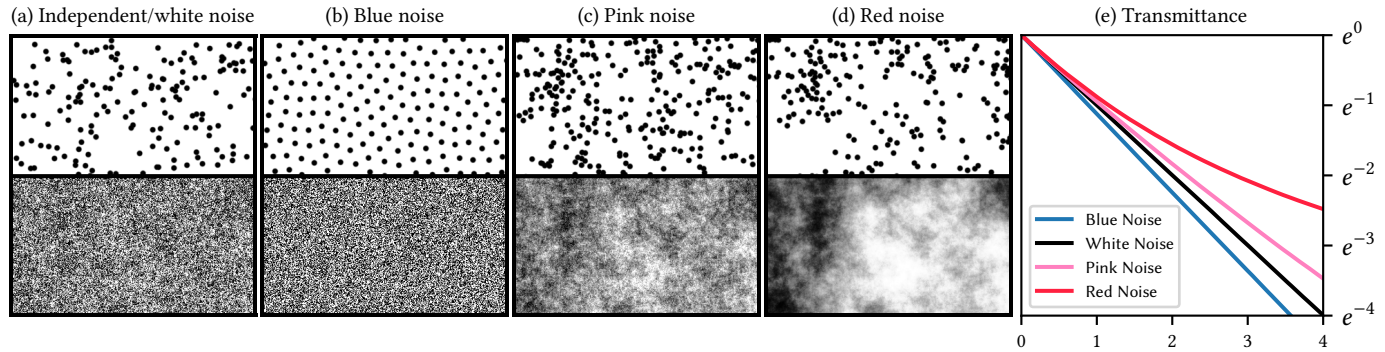 (a) Independent/white noise
(b) Blue noise
(c) Pink noise
(d) Red noise
(e) Transmittance
e^0
e^-1
e^-2
e^-3
e^-4
Blue Noise
White Noise
Pink Noise
Red Noise
0 1 2 3 4